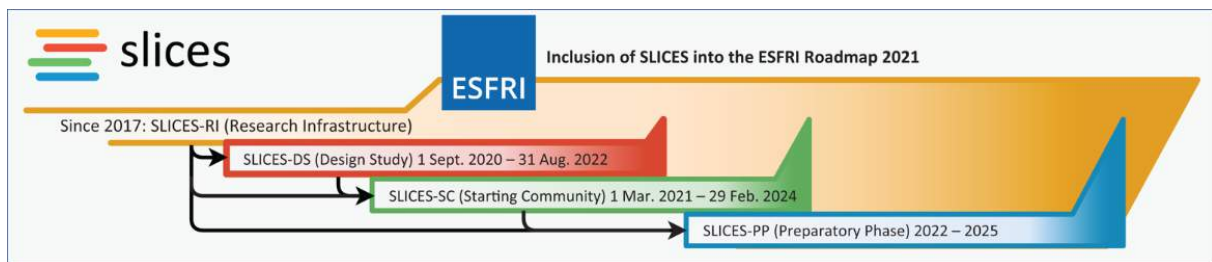 slices
ESFRI
Inclusion of SLICES into the ESFRI Roadmap 2021
Since 2017: SLICES-RI (Research Infrastructure)
SLICES-DS (Design Study) 1 Sept. 2020 – 31 Aug. 2022
SLICES-SC (Starting Community) 1 Mar. 2021 – 29 Feb. 2024
SLICES-PP (Preparatory Phase) 2022 – 2025